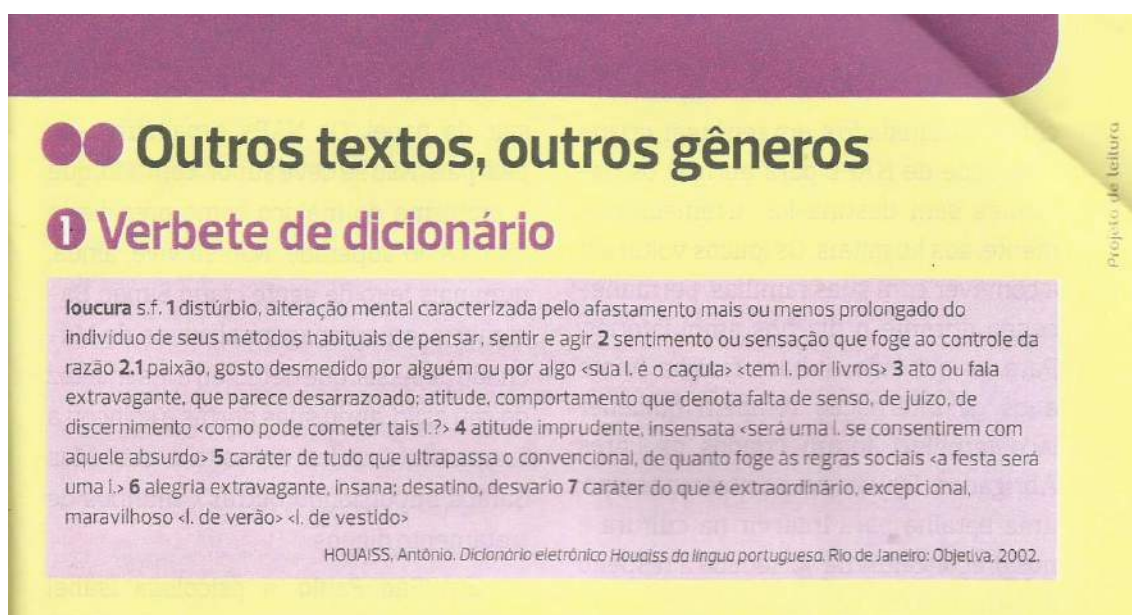 Outros textos, outros gêneros
1 Verbete de dicionário
loucura s.f. 1 distúrbio, alteração mental caracterizada pelo afastamento mais ou menos prolongado do
indivíduo de seus métodos habituais de pensar, sentir e agir 2 sentimento ou sensação que foge ao controle da
razão 2.1 paixão, gosto desmedido por alguém ou por algo <sua l. é o caçula> <tem l. por livros> 3 ato ou fala
extravagante, que parece desarrazoado; atitude, comportamento que denota falta de senso, de juízo, de
discernimento <como pode cometer tais l.?> 4 atitude imprudente, insensata <será uma l. se consentirem com
aquele absurdo> 5 caráter de tudo que ultrapassa o convencional, de quanto foge às regras sociais <a festa será
uma l.> 6 alegria extravagante, insana; desatino, desvario 7 caráter do que é extraordinário, excepcional,
maravilhoso <l. de verão> <l. de vestido>
HOUAISS, Antônio. Dicionário eletrônico Houaiss da língua portuguesa. Rio de Janeiro: Objetiva, 2002.
Projeto de leitura